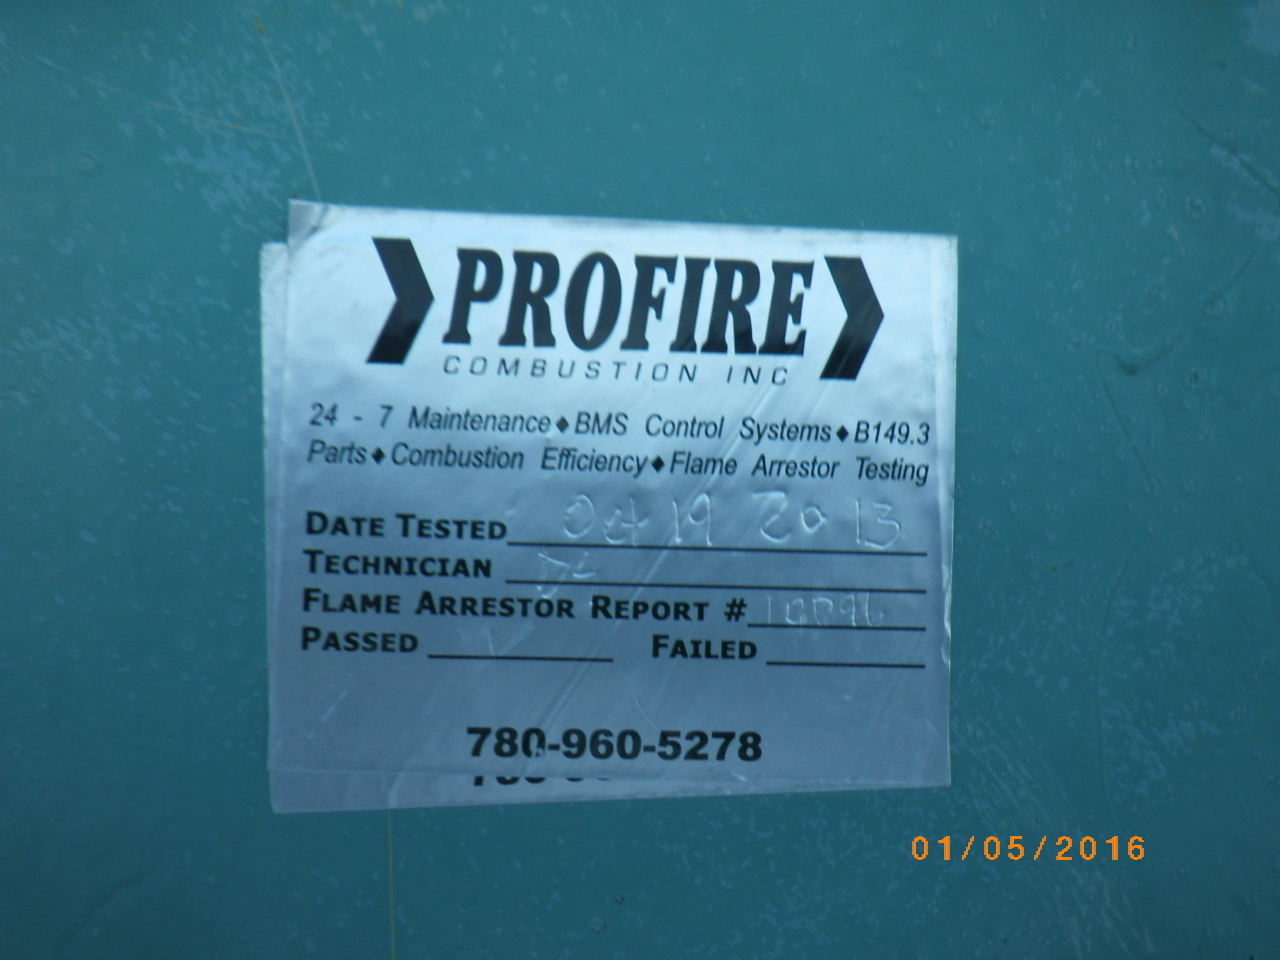 PROFIRE
COMBUSTION INC
24 - 7 Maintenance♦BMS Control Systems♦B149.3
Parts♦Combustion Efficiency♦Flame Arrestor Testing
DATE TESTED Oct 19 2013
TECHNICIAN
FLAME ARRESTOR REPORT #
PASSED FAILED
780-960-5278
01/05/2016